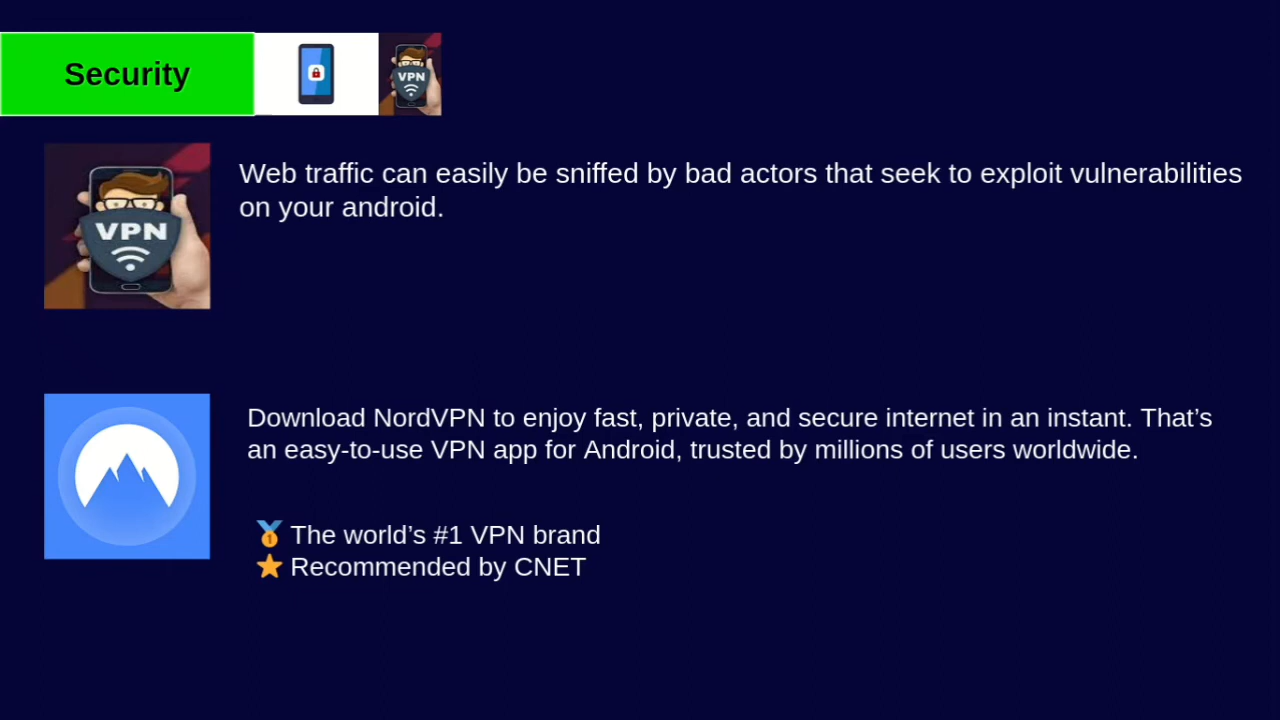 Security
VPN
VPN
Web traffic can easily be sniffed by bad actors that seek to exploit vulnerabilities
on your android.
Download NordVPN to enjoy fast, private, and secure internet in an instant. That’s
an easy-to-use VPN app for Android, trusted by millions of users worldwide.
🥇 The world’s #1 VPN brand
⭐ Recommended by CNET